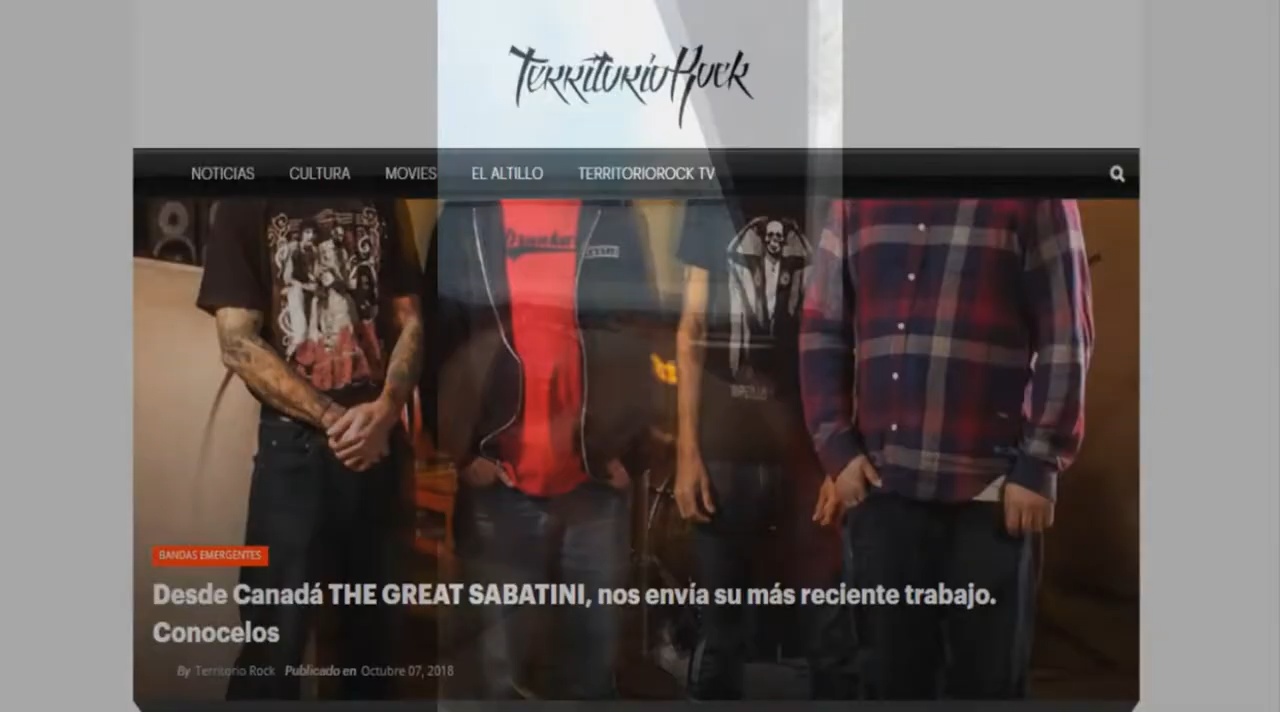 TerritorioRock
NOTICIAS CULTURA MOVIES EL ALTILLO TERRITORIOROCK TV
BANDAS EMERGENTES
Desde Canadá THE GREAT SABATINI, nos envía su más reciente trabajo.
Conocelos
By Territorio Rock Publicado en Octubre 07, 2018